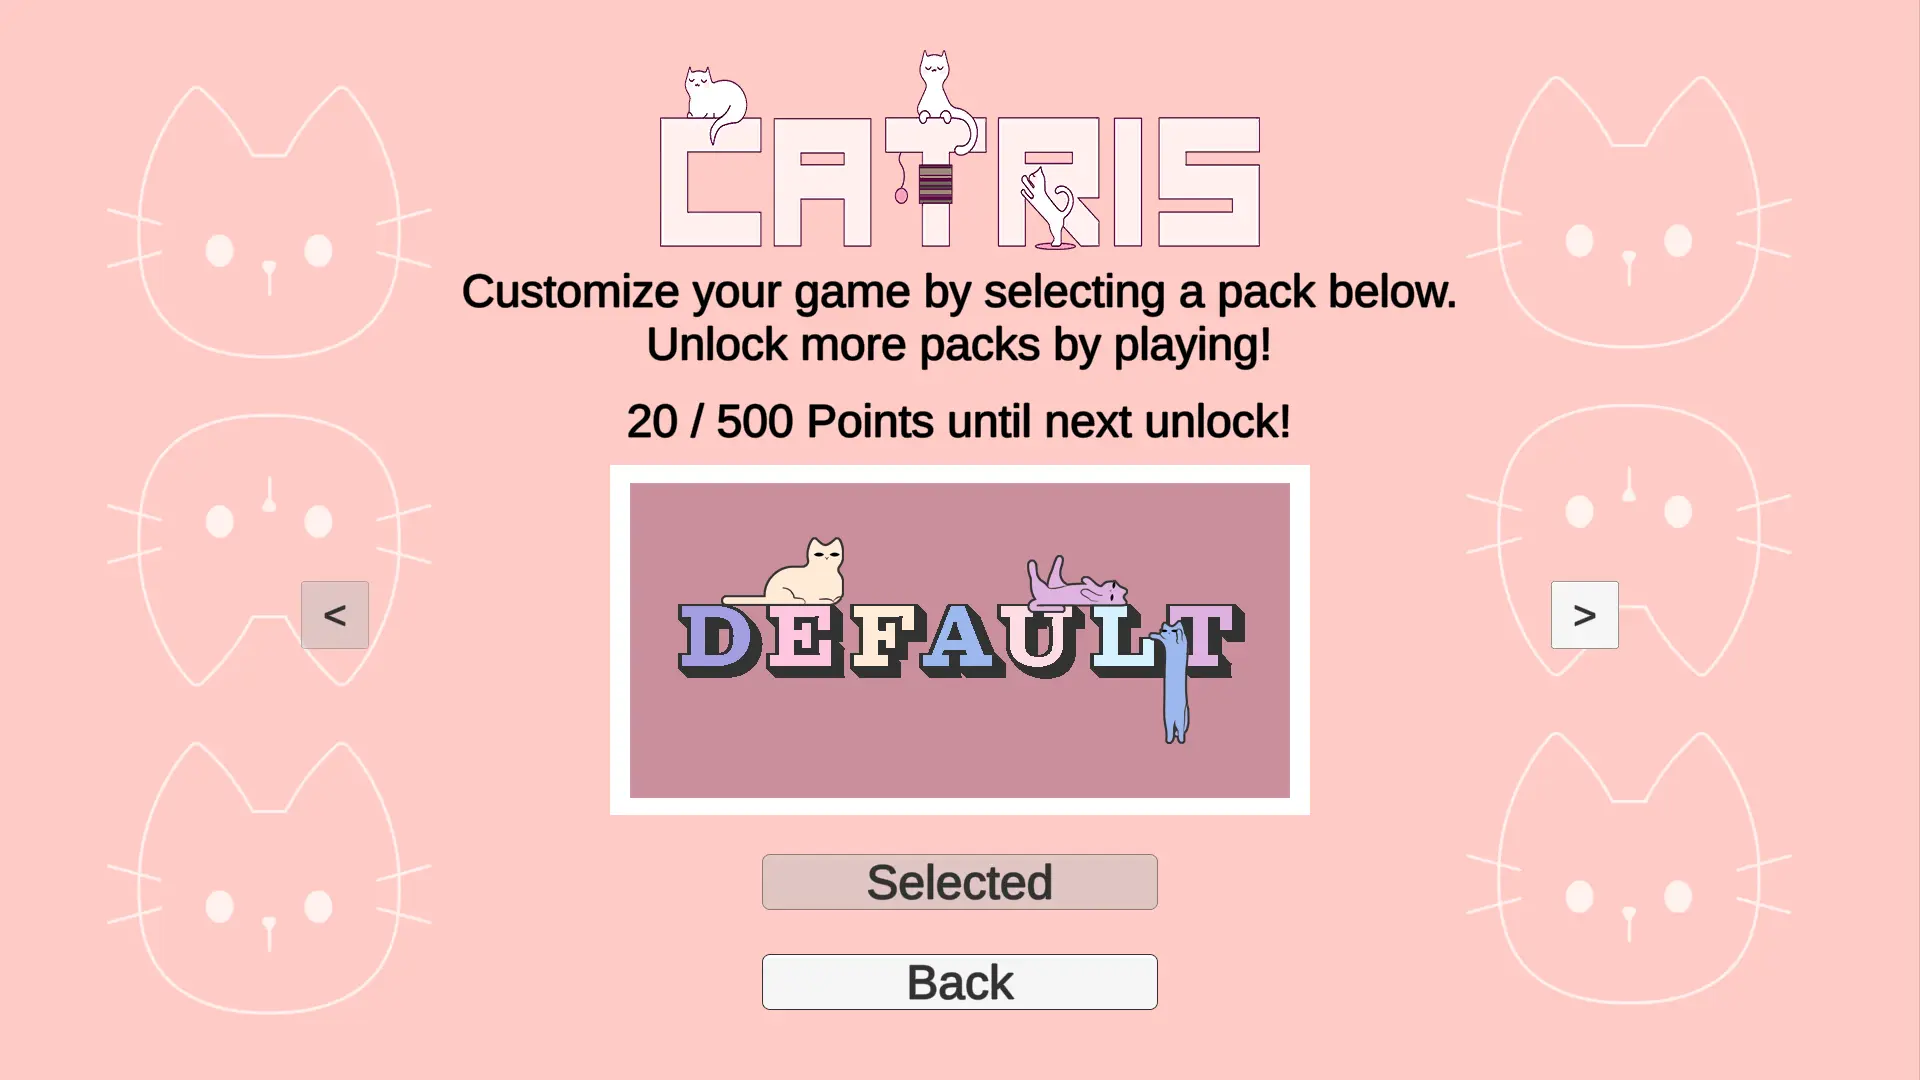 CATRIS
Customize your game by selecting a pack below.
Unlock more packs by playing!
20 / 500 Points until next unlock!
DEFAULT
< >
Selected
Back